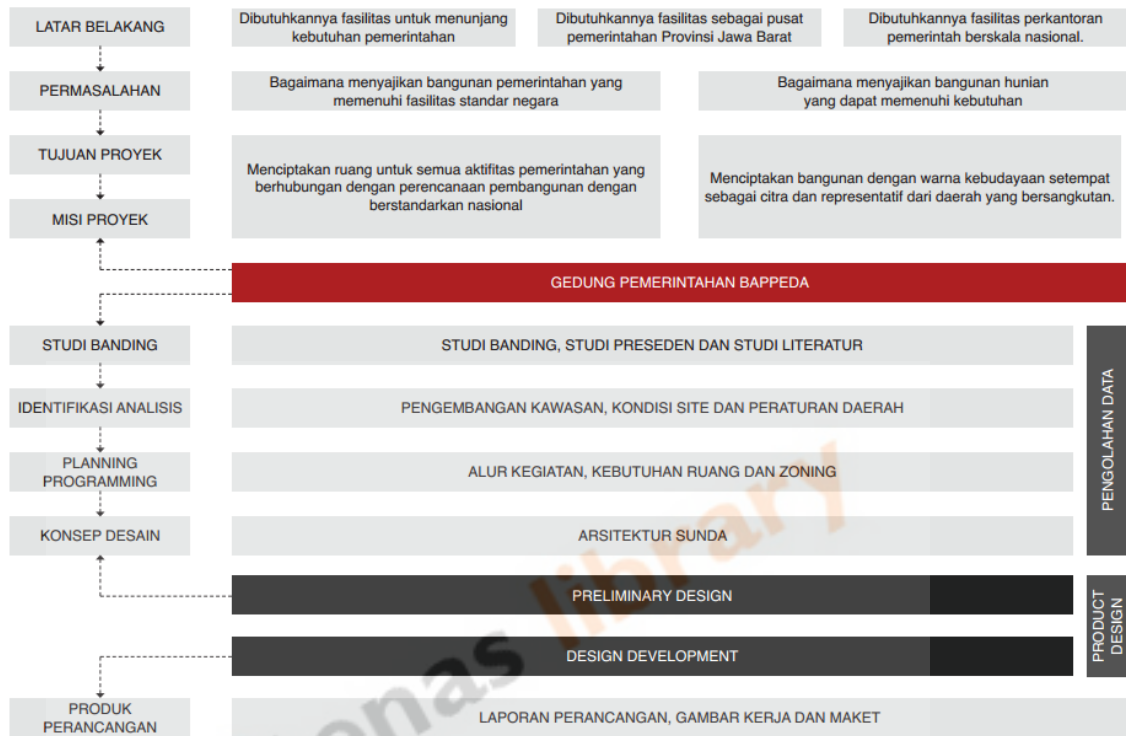 LATAR BELAKANG
Dibutuhkannya fasilitas untuk menunjang
kebutuhan pemerintahan
Dibutuhkannya fasilitas sebagai pusat
pemerintahan Provinsi Jawa Barat
Dibutuhkannya fasilitas perkantoran
pemerintah berskala nasional.
PERMASALAHAN
Bagaimana menyajikan bangunan pemerintahan yang
memenuhi fasilitas standar negara
Bagaimana menyajikan bangunan hunian
yang dapat memenuhi kebutuhan
TUJUAN PROYEK
MISI PROYEK
Menciptakan ruang untuk semua aktifitas pemerintahan yang
berhubungan dengan perencanaan pembangunan dengan
berstandarkan nasional
Menciptakan bangunan dengan warna kebudayaan setempat
sebagai citra dan representatif dari daerah yang bersangkutan.
GEDUNG PEMERINTAHAN BAPPEDA
STUDI BANDING
STUDI BANDING, STUDI PRESEDEN DAN STUDI LITERATUR
IDENTIFIKASI ANALISIS
PENGEMBANGAN KAWASAN, KONDISI SITE DAN PERATURAN DAERAH
PLANNING
PROGRAMMING
ALUR KEGIATAN, KEBUTUHAN RUANG DAN ZONING
KONSEP DESAIN
ARSITEKTUR SUNDA
PENGOLAHAN DATA
PRELIMINARY DESIGN
DESIGN DEVELOPMENT
PRODUCT
DESIGN
PRODUK
PERANCANGAN
LAPORAN PERANCANGAN, GAMBAR KERJA DAN MAKET
library